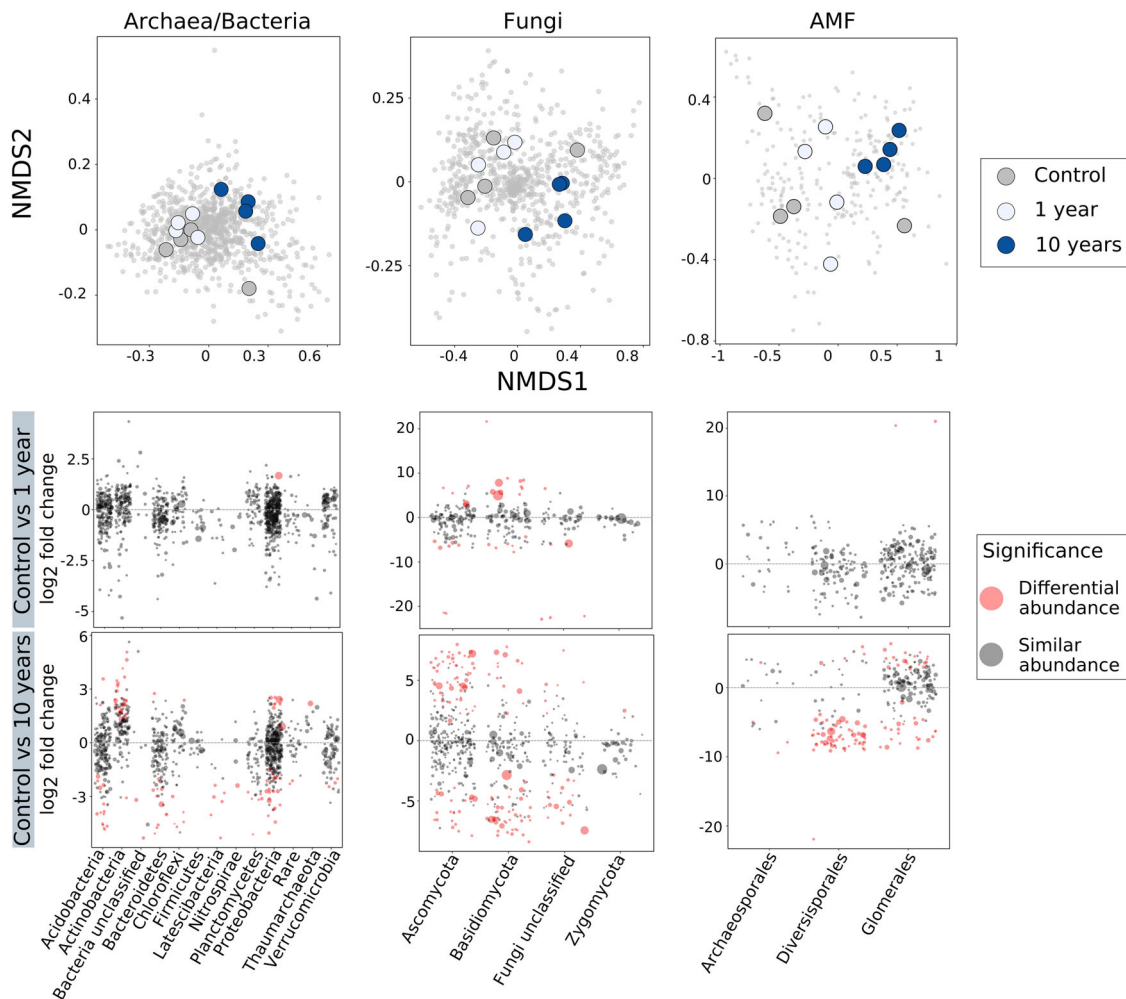 Archaea/Bacteria
Fungi
AMF
NMDS2
0.4
0.2
0
-0.2
-0.3
0
0.3
0.6
0.25
0
-0.25
-0.4
0
0.4
0.8
0.4
0
-0.4
-0.8
-1
-0.5
0
0.5
1
NMDS1
Control
1 year
10 years
Control vs 1 year
log2 fold change
2.5
0
-2.5
-5
20
10
0
-10
-20
20
0
Significance
Differential
abundance
Similar
abundance
Control vs 10 years
log2 fold change
6
3
0
-3
5
0
-5
0
-10
-20
Acidobacteria
Actinobacteria
Bacteria unclassified
Bacteroidetes
Chloroflexi
Firmicutes
Latescibacteria
Nitrospirae
Planctomycetes
Proteobacteria
Rare
Thaumarchaeota
Verrucomicrobia
Ascomycota
Basidiomycota
Fungi unclassified
Zygomycota
Archaeosporales
Diversisporales
Glomerales